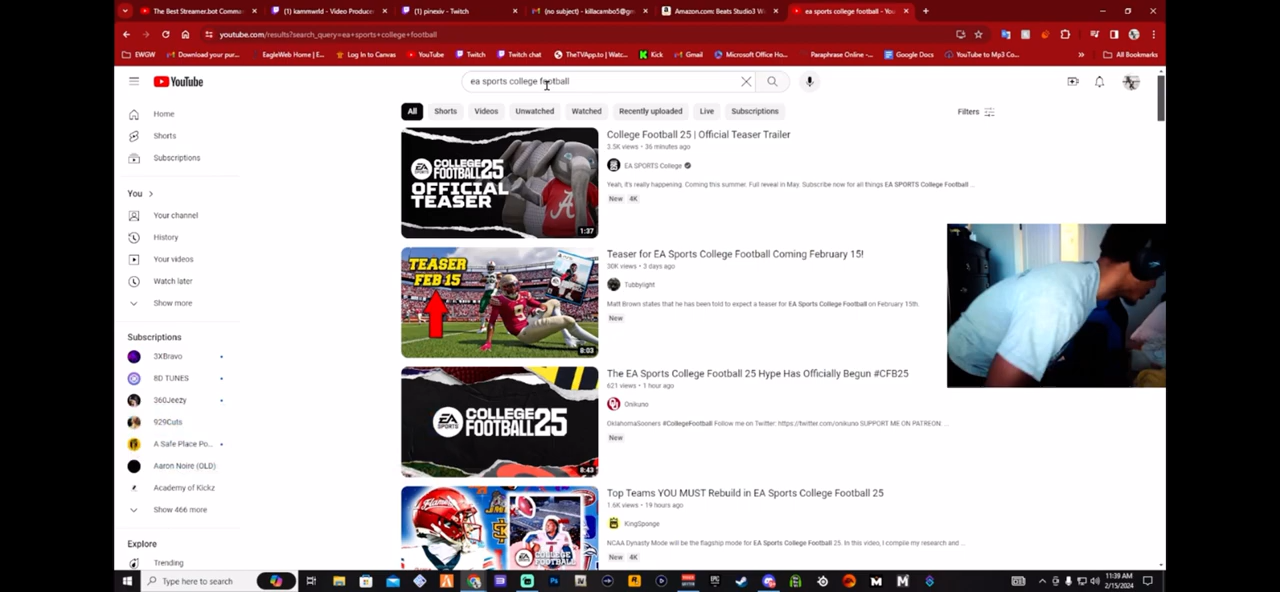 The Best Streamer.bot Commu
(1) kammwrld - Video Produce
(1) pinexiv - Twitch
(no subject) - killacambo5@gm
Amazon.com: Beats Studio3 W
ea sports college football - You
youtube.com/results?search_query=ea+sports+college+football
EWGW
Download your pur...
EagleWeb Home | E...
Log In to Canvas
YouTube
Twitch
Twitch chat
TheTVApp.to | Wat...
Kick
Gmail
Microsoft Office Ho...
Paraphrase Online -...
Google Docs
YouTube to Mp3 Co...
All Bookmarks
YouTube
ea sports college football
All
Shorts
Videos
Unwatched
Watched
Recently uploaded
Live
Subscriptions
Filters
Home
Shorts
Subscriptions
You
Your channel
History
Your videos
Watch later
Show more
Subscriptions
3XBravo
8D TUNES
360Jeezy
929Cuts
A Safe Place Po...
Aaron Noire (OLD)
Academy of Kickz
Show 466 more
Explore
Trending
EA SPORTS
COLLEGE FOOTBALL 25
OFFICIAL TEASER
1:37
College Football 25 | Official Teaser Trailer
3.5K views • 36 minutes ago
EA SPORTS College
Yeah, it's really happening. Coming this summer. Full reveal in May. Subscribe now for all things EA SPORTS College Football ...
New 4K
TEASER
FEB 15
8:03
Teaser for EA Sports College Football Coming February 15!
30K views • 3 days ago
Tubbylight
Matt Brown states that he has been told to expect a teaser for EA Sports College Football on February 15th.
New
EA SPORTS
COLLEGE FOOTBALL 25
8:43
The EA Sports College Football 25 Hype Has Officially Begun #CFB25
621 views • 1 hour ago
Onikuno
OklahomaSooners #CollegeFootball Follow me on Twitter: https://twitter.com/onikuno SUPPORT ME ON PATREON ...
New
Top Teams YOU MUST Rebuild in EA Sports College Football 25
1.6K views • 19 hours ago
KingSponge
NCAA Dynasty Mode will be the flagship mode for EA Sports College Football 25. In this video, I compile my research and ...
New 4K
Type here to search
11:39 AM
2/15/2024